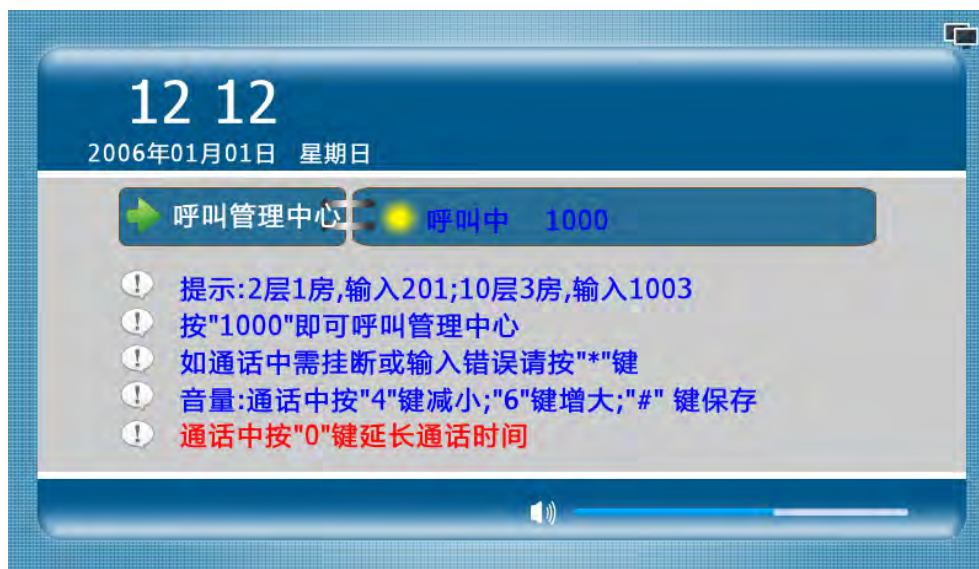 12 12
2006年01月01日 星期日
呼叫管理中心 呼叫中 1000
提示:2层1房,输入201;10层3房,输入1003
按"1000"即可呼叫管理中心
如通话中需挂断或输入错误请按"*"键
音量:通话中按"4"键减小;"6"键增大;"#" 键保存
通话中按"0"键延长通话时间